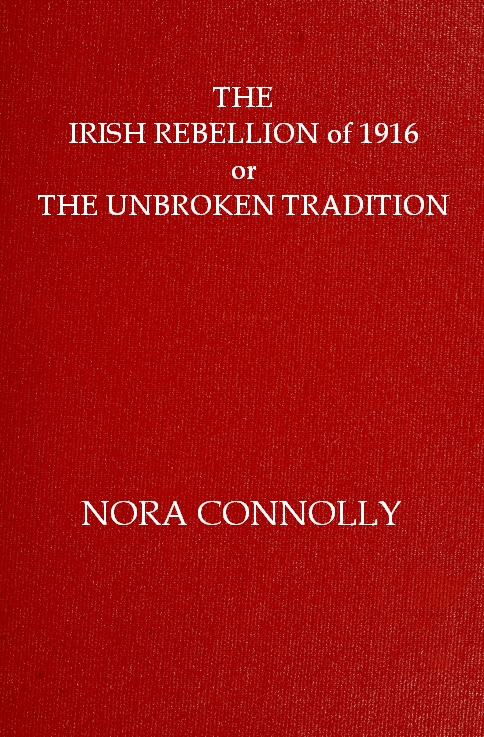 THE
IRISH REBELLION of 1916
or
THE UNBROKEN TRADITION
NORA CONNOLLY